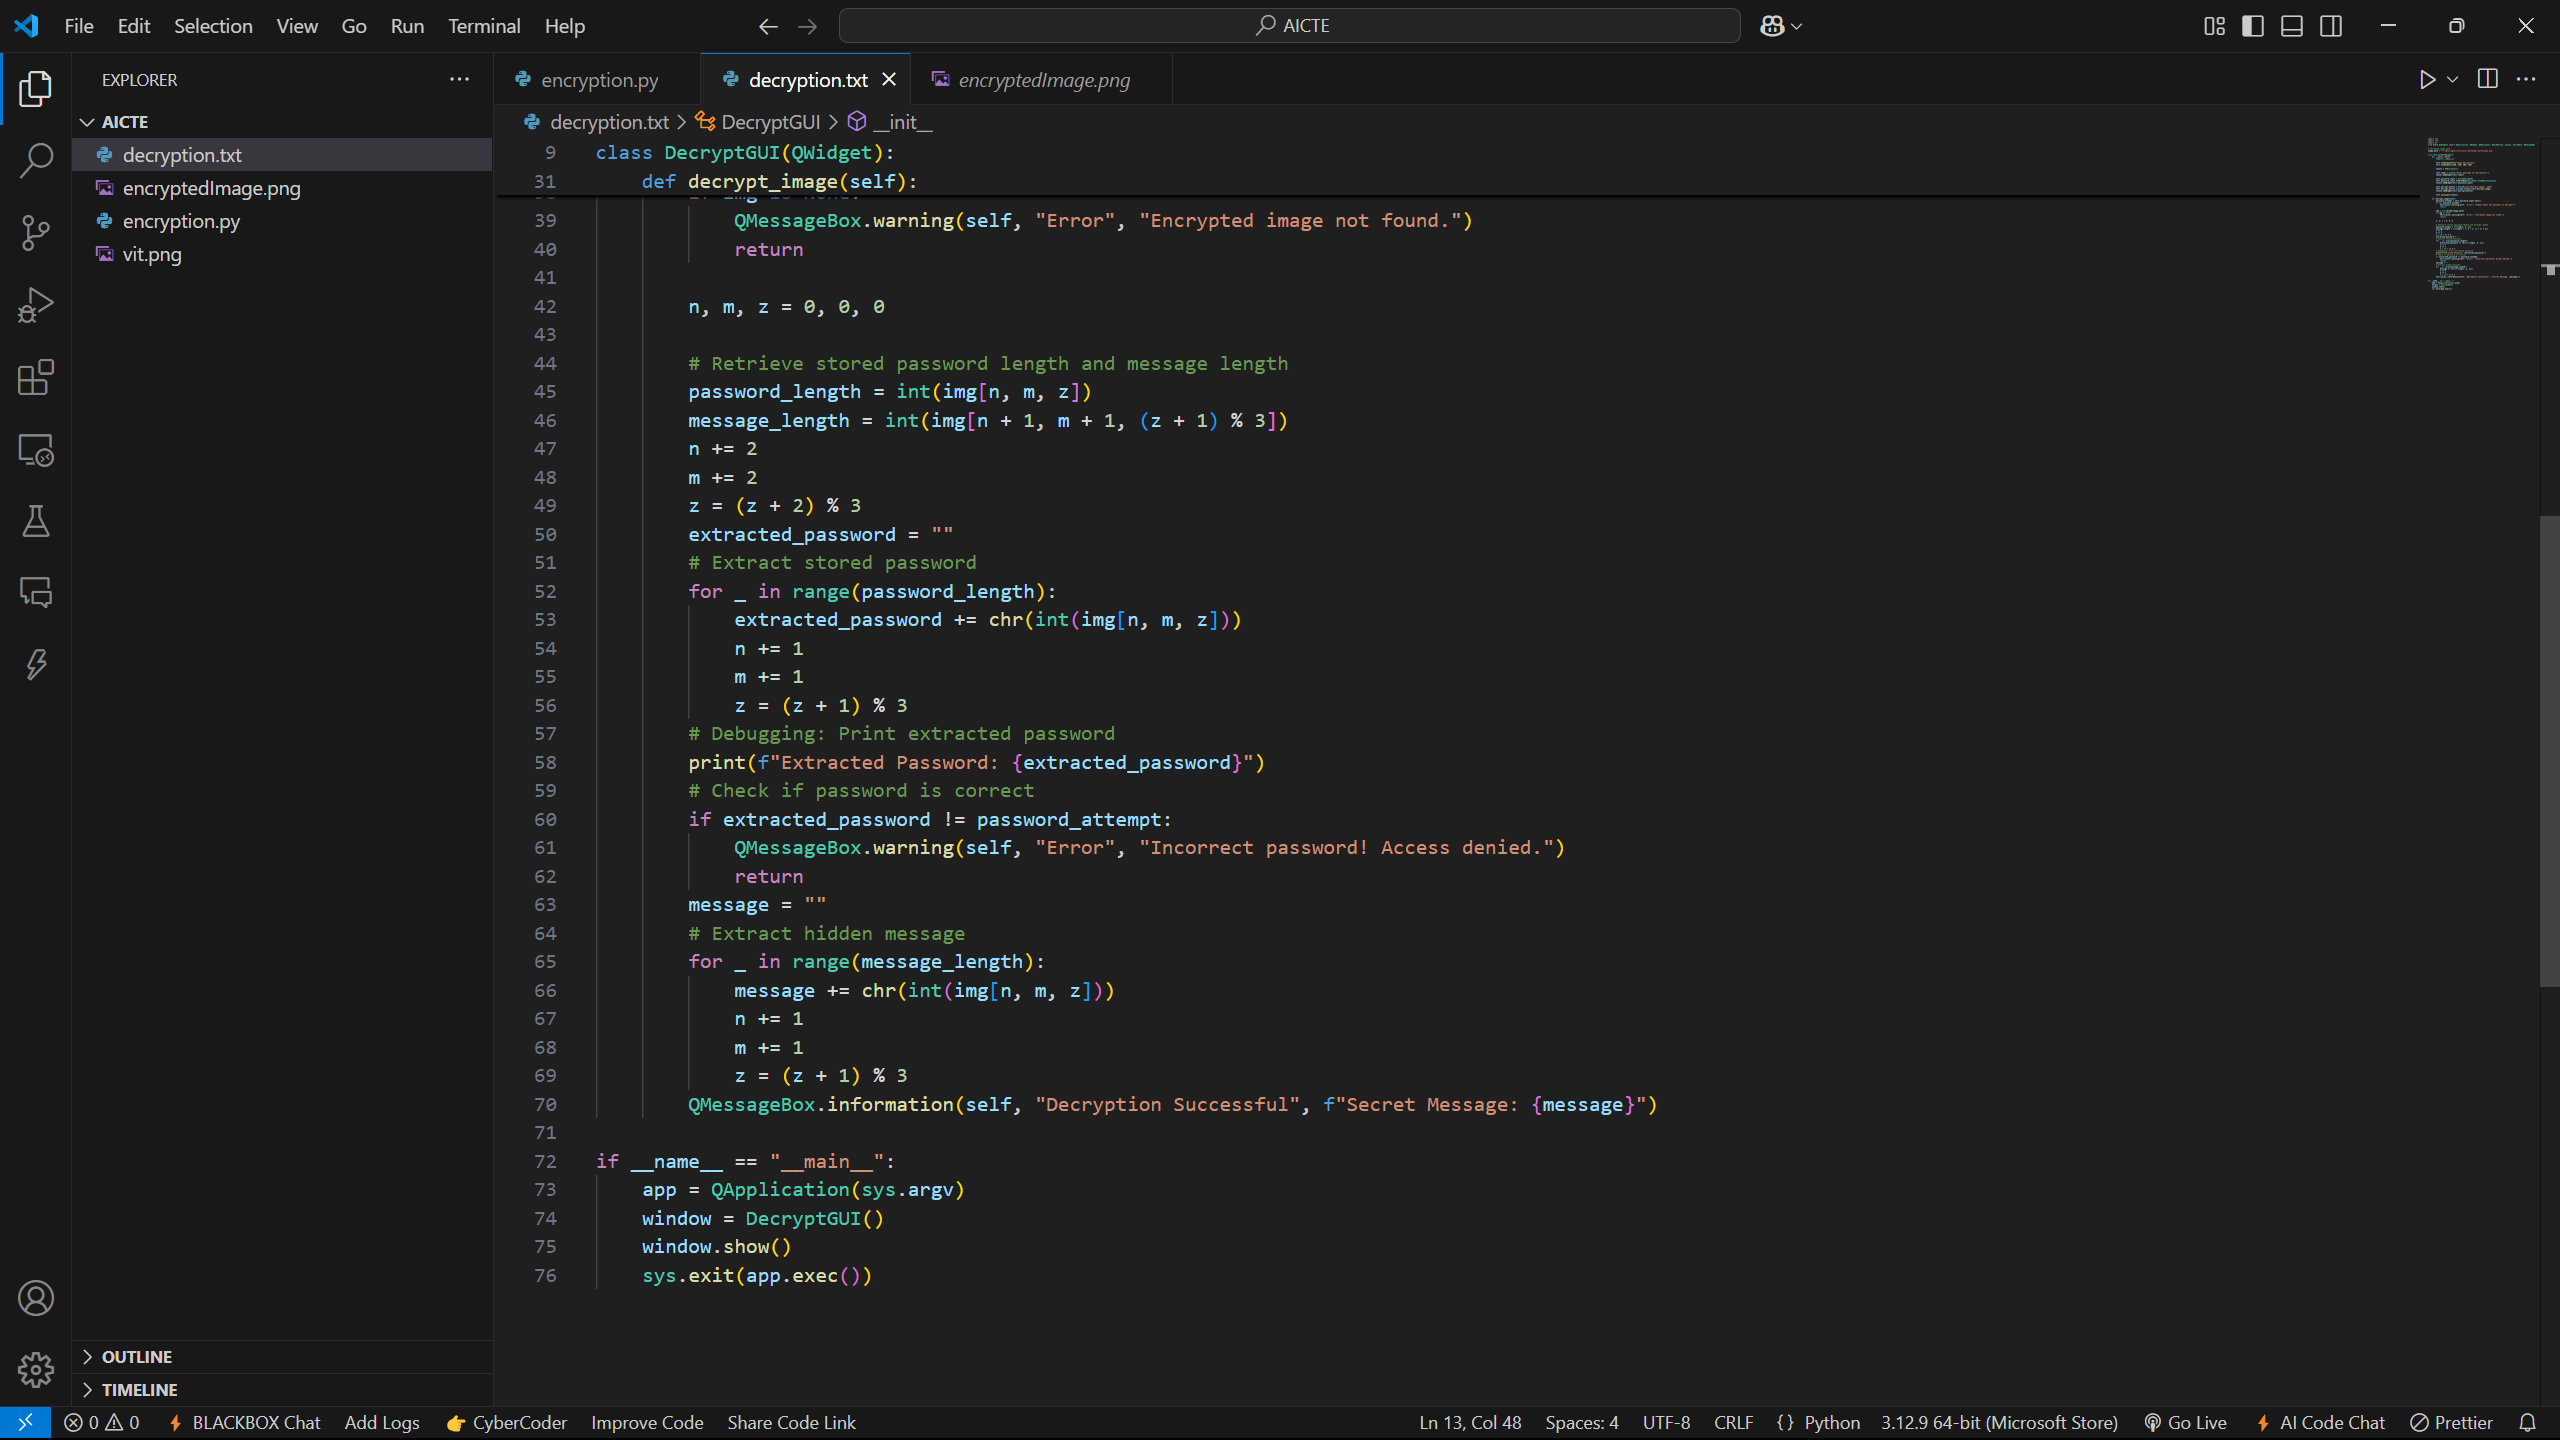 File Edit Selection View Go Run Terminal Help
AICTE
EXPLORER
AICTE
decryption.txt
encryptedImage.png
encryption.py
vit.png
OUTLINE
TIMELINE
encryption.py decryption.txt encryptedImage.png
decryption.txt > DecryptGUI > __init__
9 class DecryptGUI(QWidget):
31 def decrypt_image(self):
39 QMessageBox.warning(self, "Error", "Encrypted image not found.")
40 return
41
42 n, m, z = 0, 0, 0
43
44 # Retrieve stored password length and message length
45 password_length = int(img[n, m, z])
46 message_length = int(img[n + 1, m + 1, (z + 1) % 3])
47 n += 2
48 m += 2
49 z = (z + 2) % 3
50 extracted_password = ""
51 # Extract stored password
52 for _ in range(password_length):
53 extracted_password += chr(int(img[n, m, z]))
54 n += 1
55 m += 1
56 z = (z + 1) % 3
57 # Debugging: Print extracted password
58 print(f"Extracted Password: {extracted_password}")
59 # Check if password is correct
60 if extracted_password != password_attempt:
61 QMessageBox.warning(self, "Error", "Incorrect password! Access denied.")
62 return
63 message = ""
64 # Extract hidden message
65 for _ in range(message_length):
66 message += chr(int(img[n, m, z]))
67 n += 1
68 m += 1
69 z = (z + 1) % 3
70 QMessageBox.information(self, "Decryption Successful", f"Secret Message: {message}")
71
72 if __name__ == "__main__":
73 app = QApplication(sys.argv)
74 window = DecryptGUI()
75 window.show()
76 sys.exit(app.exec())
0 0 BLACKBOX Chat Add Logs CyberCoder Improve Code Share Code Link Ln 13, Col 48 Spaces: 4 UTF-8 CRLF {} Python 3.12.9 64-bit (Microsoft Store) Go Live AI Code Chat Prettier